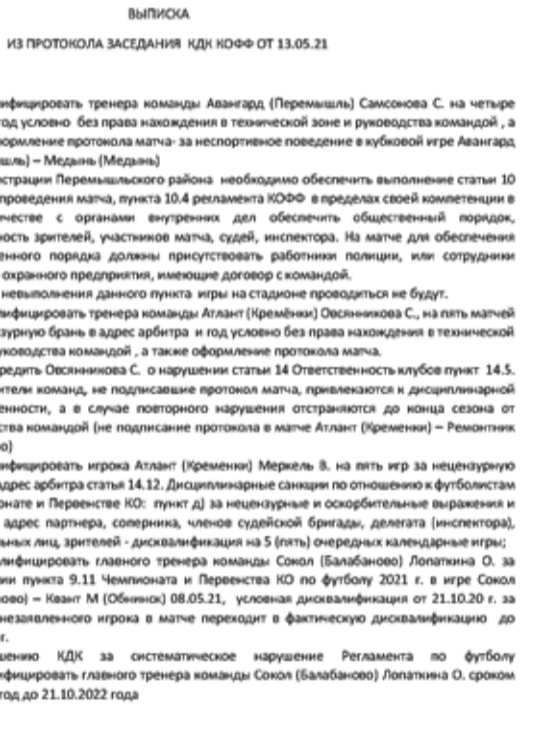 ВЫПИСКА
ИЗ ПРОТОКОЛА ЗАСЕДАНИЯ КДК КОФФ ОТ 13.05.21
ифицировать тренера команды Авангард (Перемышль) Самсонова С. на четыре
од условно без права нахождения в технической зоне и руководства командой , а
ормление протокола матча- за неспортивное поведение в кубковой игре Авангард
шль) – Медынь (Медынь)
страции Перемышльского района необходимо обеспечить выполнение статьи 10
проведения матча, пункта 10.4 регламента КОФФ в пределах своей компетенции в
ичестве с органами внутренних дел обеспечить общественный порядок,
ность зрителей, участников матча, судей, инспектора. На матче для обеспечения
енного порядка должны присутствовать работники полиции, или сотрудники
охранного предприятия, имеющие договор с командой.
невыполнения данного пункта игры на стадионе проводиться не будут.
лифицировать тренера команды Атлант (Кремёнки) Овсянникова С., на пять матчей
зурную брань в адрес арбитра и год условно без права нахождения в технической
уководства командой , а также оформление протокола матча.
редить Овсянникова С. о нарушении статьи 14 Ответственность клубов пункт 14.5.
ители команд, не подписавшие протокол матча, привлекаются к дисциплинарной
енности, а в случае повторного нарушения отстраняются до конца сезона от
ства командой (не подписание протокола в матче Атлант (Кременки) – Ремонтник
о)
ифицировать игрока Атлант (Кременки) Меркель В. на пять игр за нецензурную
адрес арбитра статья 14.12. Дисциплинарные санкции по отношению к футболистам
онате и Первенстве КО: пункт д) за нецензурные и оскорбительные выражения и
адрес партнера, соперника, членов судейской бригады, делегата (инспектора),
ьных лиц, зрителей - дисквалификация на 5 (пять) очередных календарные игры;
лифицировать главного тренера команды Сокол (Балабаново) Лопаткина О. за
ии пункта 9.11 Чемпионата и Первенства КО по футболу 2021 г. в игре Сокол
ново) – Квант М (Обнинск) 08.05.21, условная дисквалификация от 21.10.20 г. за
незаявленного игрока в матче переходит в фактическую дисквалификацию до
г.
шению КДК за систематическое нарушение Регламента по футболу
ифицировать главного тренера команды Сокол (Балабаново) Лопаткина О. сроком
год до 21.10.2022 года